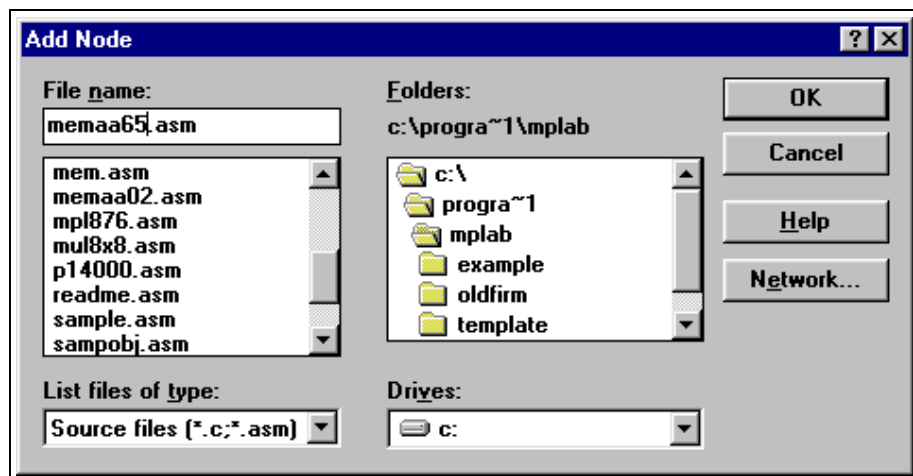 Add Node
File name:
memaa65.asm
mem.asm
memaa02.asm
mpl876.asm
mul8x8.asm
p14000.asm
readme.asm
sample.asm
sampobj.asm
List files of type:
Source files (*.c;*.asm)
Folders:
c:\progra~1\mplab
c:\
progra~1
mplab
example
oldfirm
template
Drives:
c:
OK
Cancel
Help
Network...